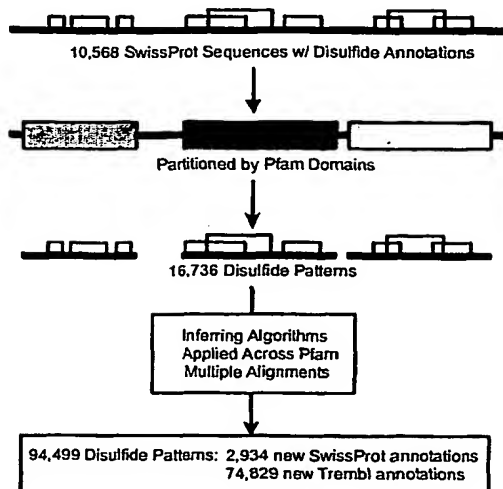 10,568 SwissProt Sequences w/ Disulfide Annotations
Partitioned by Pfam Domains
16,736 Disulfide Patterns
Inferring Algorithms
Applied Across Pfam
Multiple Alignments
94,499 Disulfide Patterns: 2,934 new SwissProt annotations
74,829 new Trembl annotations